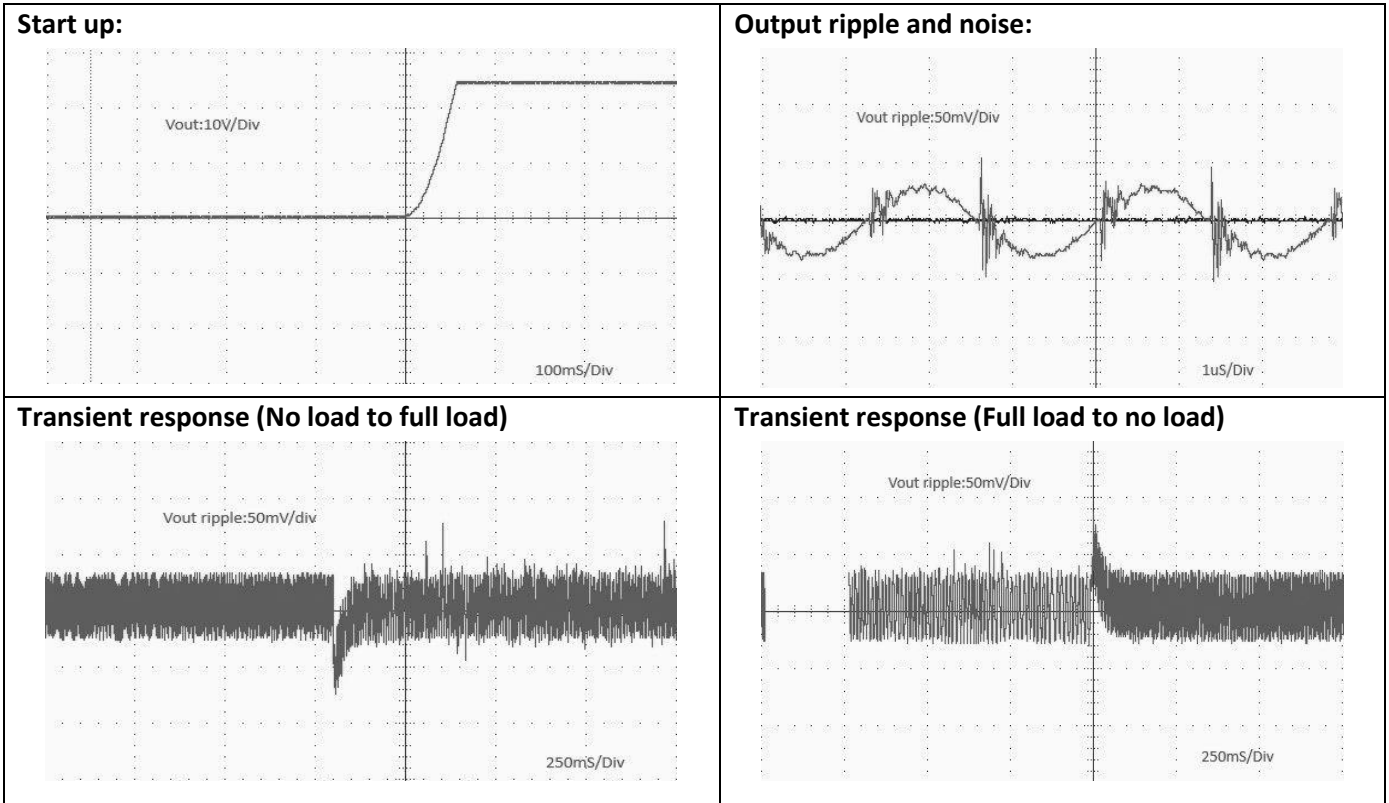 Start up:
Vout:10V/Div
100mS/Div
Output ripple and noise:
Vout ripple:50mV/Div
1uS/Div
Transient response (No load to full load)
Vout ripple:50mV/div
250mS/Div
Transient response (Full load to no load)
Vout ripple:50mV/Div
250mS/Div